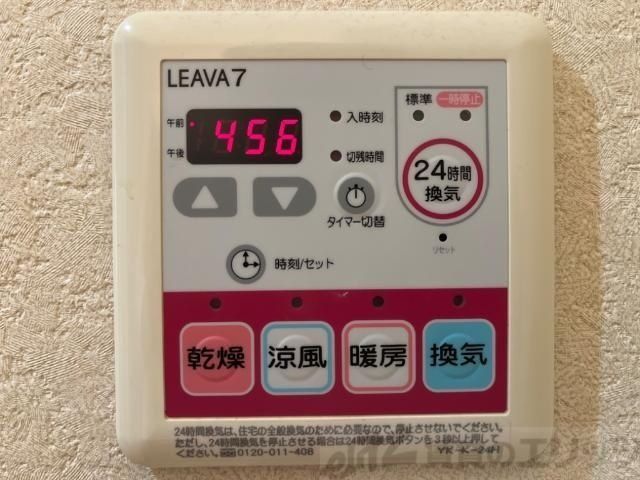 LEAVA7
午前
456
午後
入時刻
切残時間
タイマー切替
標準 一時停止
24時間
換気
リセット
時刻/セット
乾燥 涼風 暖房 換気
24時間換気は、住宅の全般換気のために必要なので、停止させないでください。
ただし、24時間換気を停止させる場合は24時間換気ボタンを3秒以上押して
ください。 0120-011-408 YK-K-24H